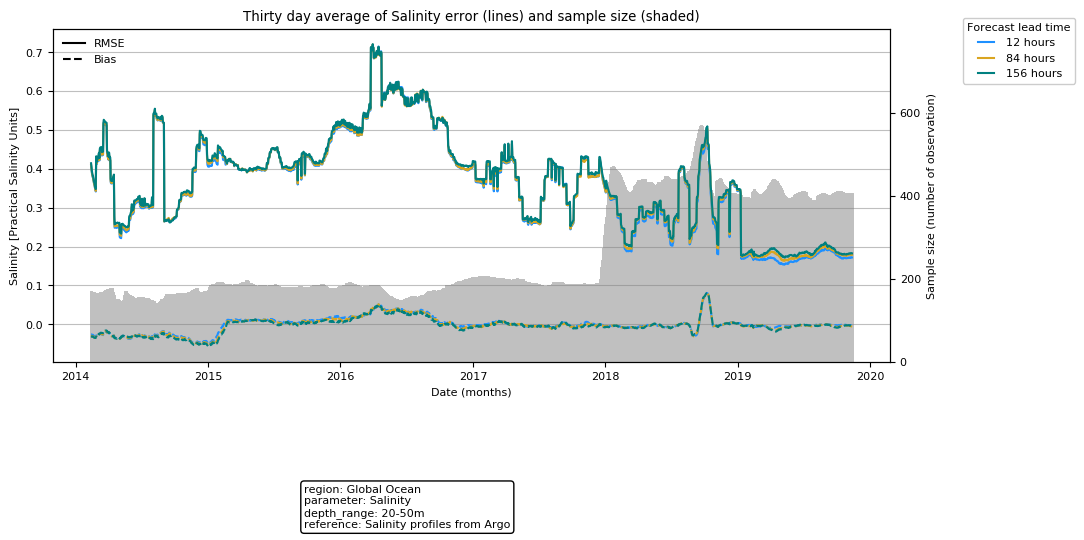 Thirty day average of Salinity error (lines) and sample size (shaded)
Forecast lead time
12 hours
84 hours
156 hours
RMSE
Bias
Salinity [Practical Salinity Units]
0.7
0.6
0.5
0.4
0.3
0.2
0.1
0.0
Sample size (number of observation)
600
400
200
0
2014
2015
2016
2017
2018
2019
2020
Date (months)
region: Global Ocean
parameter: Salinity
depth_range: 20-50m
reference: Salinity profiles from Argo